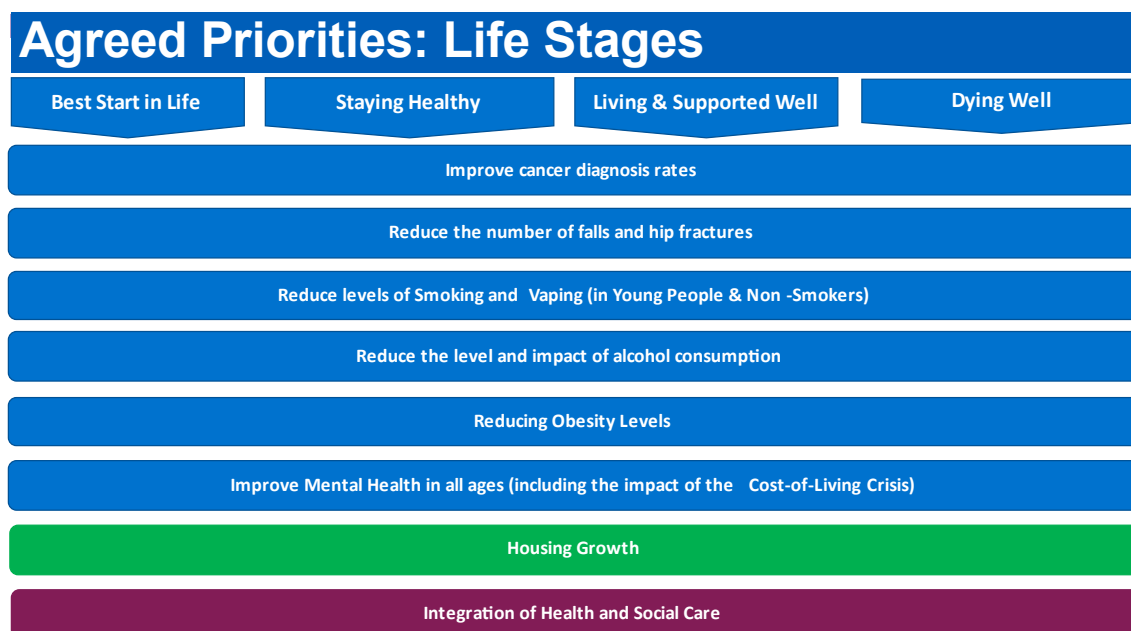 Agreed Priorities: Life Stages
Best Start in Life
Staying Healthy
Living & Supported Well
Dying Well
Improve cancer diagnosis rates
Reduce the number of falls and hip fractures
Reduce levels of Smoking and Vaping (in Young People & Non -Smokers)
Reduce the level and impact of alcohol consumption
Reducing Obesity Levels
Improve Mental Health in all ages (including the impact of the Cost-of-Living Crisis)
Housing Growth
Integration of Health and Social Care